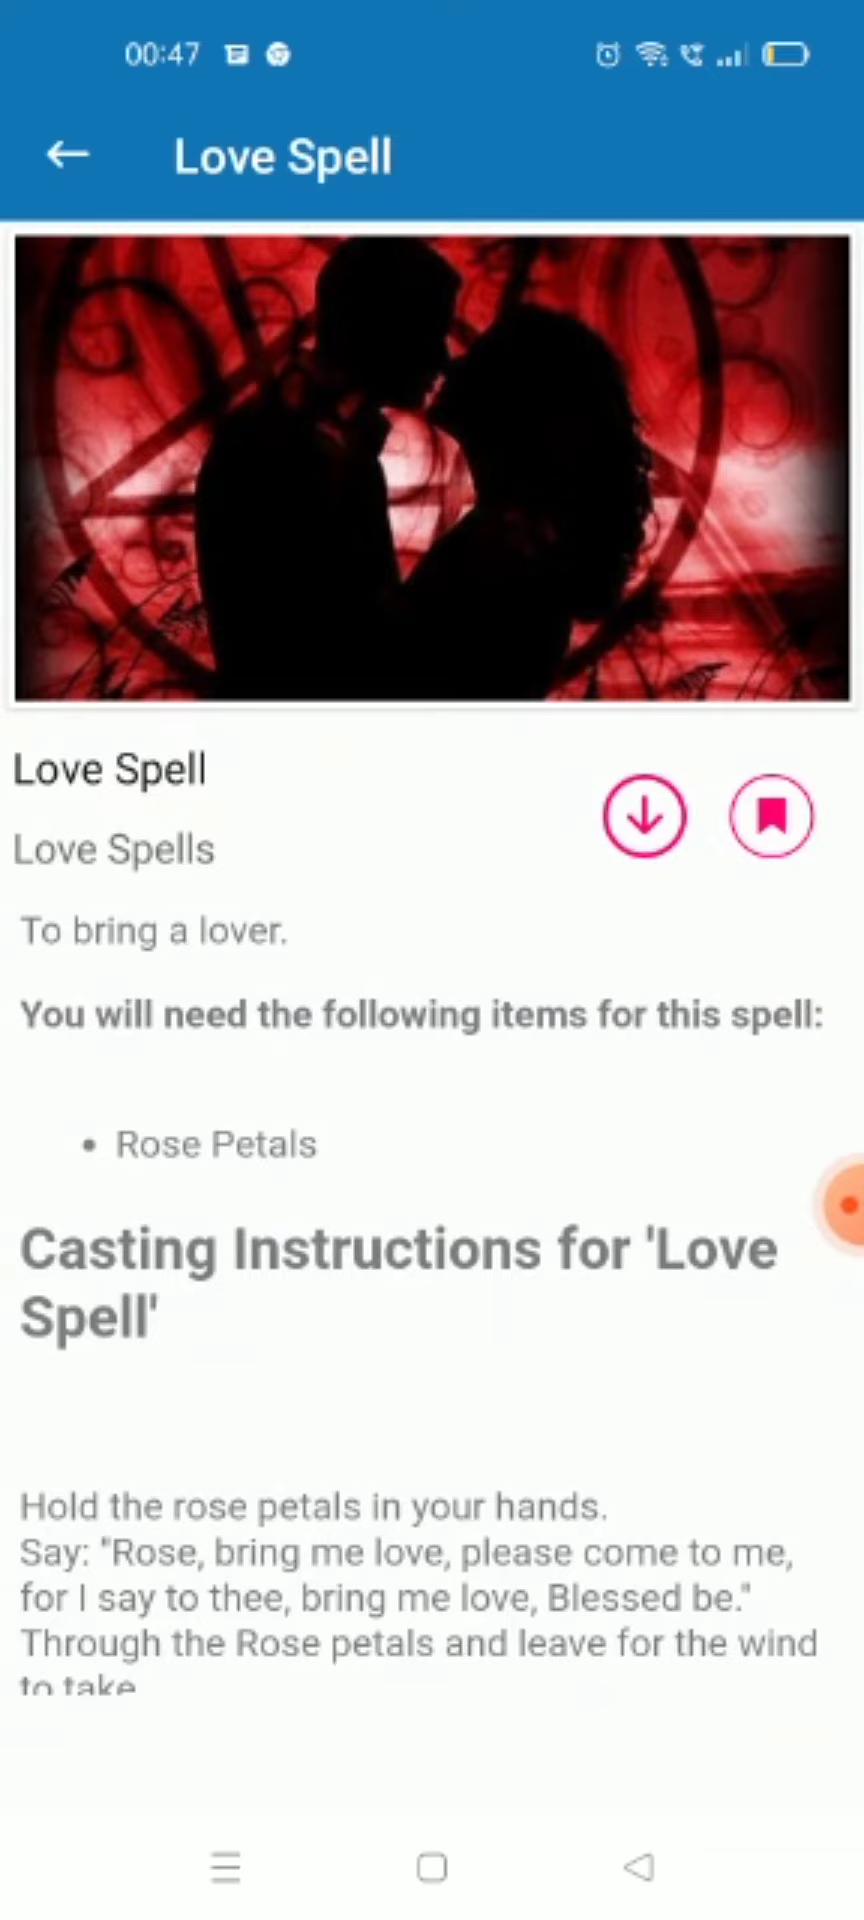 00:47
Love Spell
Love Spell
Love Spells
To bring a lover.
You will need the following items for this spell:
• Rose Petals
Casting Instructions for 'Love
Spell'
Hold the rose petals in your hands.
Say: "Rose, bring me love, please come to me,
for I say to thee, bring me love, Blessed be."
Through the Rose petals and leave for the wind
to take